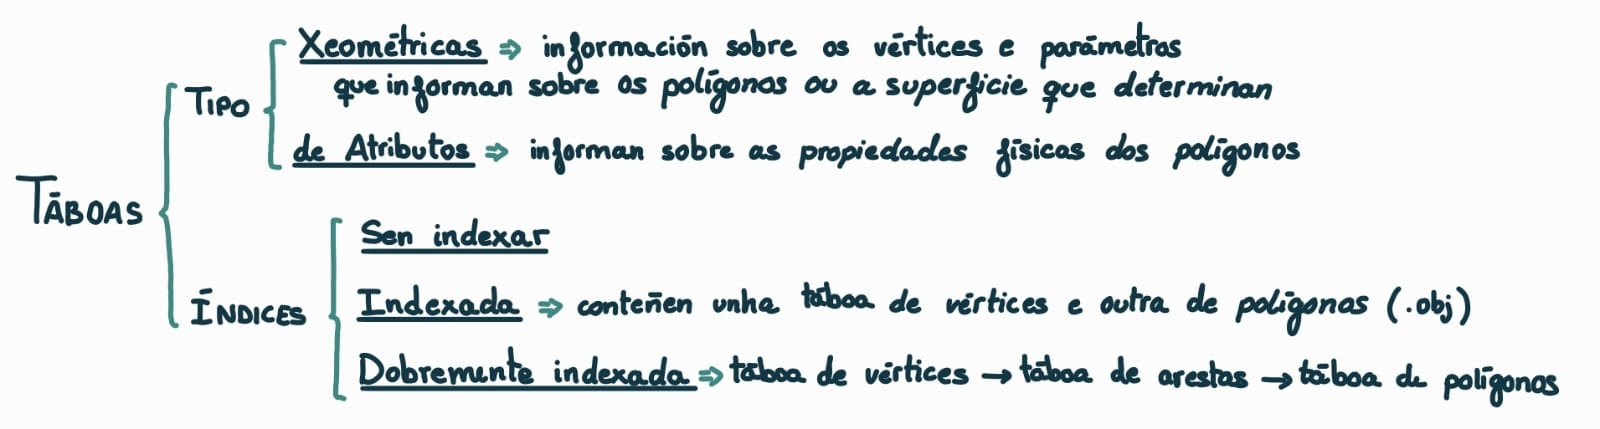 TÁBOAS
TIPO
Xeométricas ⇒ información sobre os vértices e parámetros
que informan sobre os polígonos ou a superficie que determinan
de Atributos ⇒ informan sobre as propiedades físicas dos polígonos
ÍNDICES
Sen indexar
Indexada ⇒ conteñen unha táboa de vértices e outra de polígonas (.obj)
Dobremente indexada ⇒ táboa de vértices → táboa de arestas → táboa de polígonos